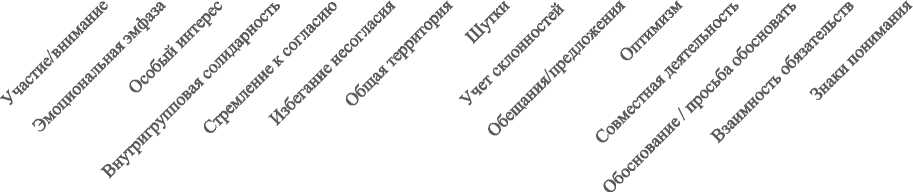 Участие/внимание
Эмоциональная эмфаза
Особый интерес
Внутригрупповая солидарность
Стремление к согласию
Избегание несогласия
Общая территория
Шутки
Учет склонностей
Обещания/предложения
Оптимизм
Совместная деятельность
Обоснование / просьба обосновать
Взаимность обязательств
Знаки понимания